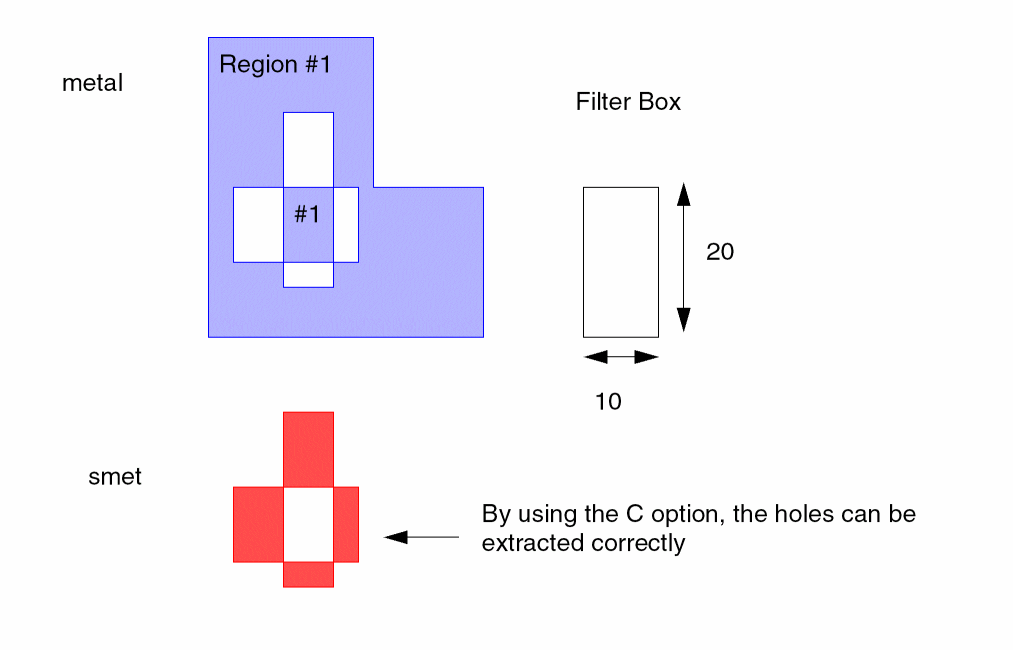 Region #1
metal
Filter Box
#1
20
10
smet
By using the C option, the holes can be
extracted correctly